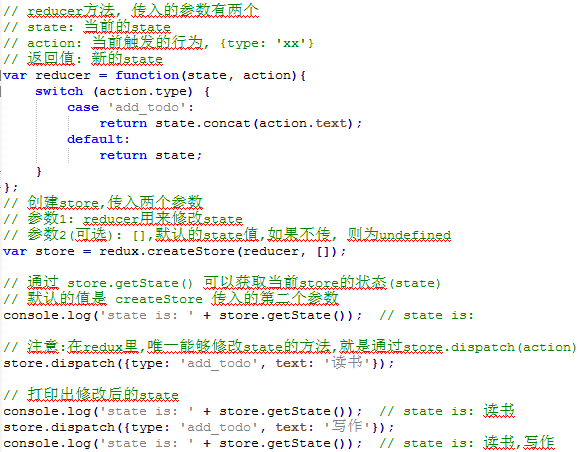 // reducer方法, 传入的参数有两个
// state: 当前的state
// action: 当前触发的行为, {type: 'xx'}
// 返回值: 新的state
var reducer = function(state, action){
    switch (action.type) {
        case 'add_todo':
            return state.concat(action.text);
        default:
            return state;
    }
};
// 创建store,传入两个参数
// 参数1: reducer用来修改state
// 参数2(可选): [],默认的state值,如果不传, 则为undefined
var store = redux.createStore(reducer, []);

// 通过 store.getState() 可以获取当前store的状态(state)
// 默认的值是 createStore 传入的第二个参数
console.log('state is: ' + store.getState());  // state is:

// 注意:在redux里,唯一能够修改state的方法,就是通过store.dispatch(action)
store.dispatch({type: 'add_todo', text: '读书'});

// 打印出修改后的state
console.log('state is: ' + store.getState());  // state is: 读书
store.dispatch({type: 'add_todo', text: '写作'});
console.log('state is: ' + store.getState());  // state is: 读书,写作